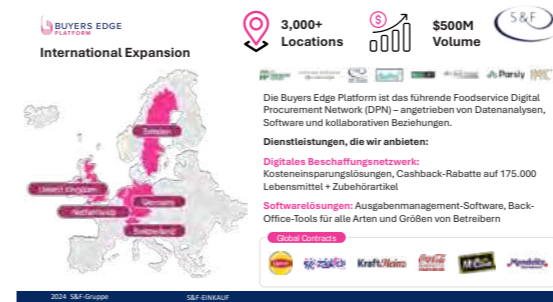 BUYERS EDGE
PLATFORM
International Expansion
3,000+
Locations
$500M
Volume
S&F
Parsly
Die Buyers Edge Platform ist das führende Foodservice Digital
Procurement Network (DPN) – angetrieben von Datenanalysen,
Software und kollaborativen Beziehungen.
Dienstleistungen, die wir anbieten:
Digitales Beschaffungsnetzwerk:
Kosteneinsparungslösungen, Cashback-Rabatte auf 175.000
Lebensmittel + Zubehörartikel
Softwarelösungen: Ausgabenmanagement-Software, Back-
Office-Tools für alle Arten und Größen von Betreibern
Sweden
United Kingdom
Netherlands
Germany
Switzerland
Global Contracts
Kraft Heinz
Coca-Cola
McCain
Mondelez
2024 S&F-Gruppe
S&F-EINKAUF